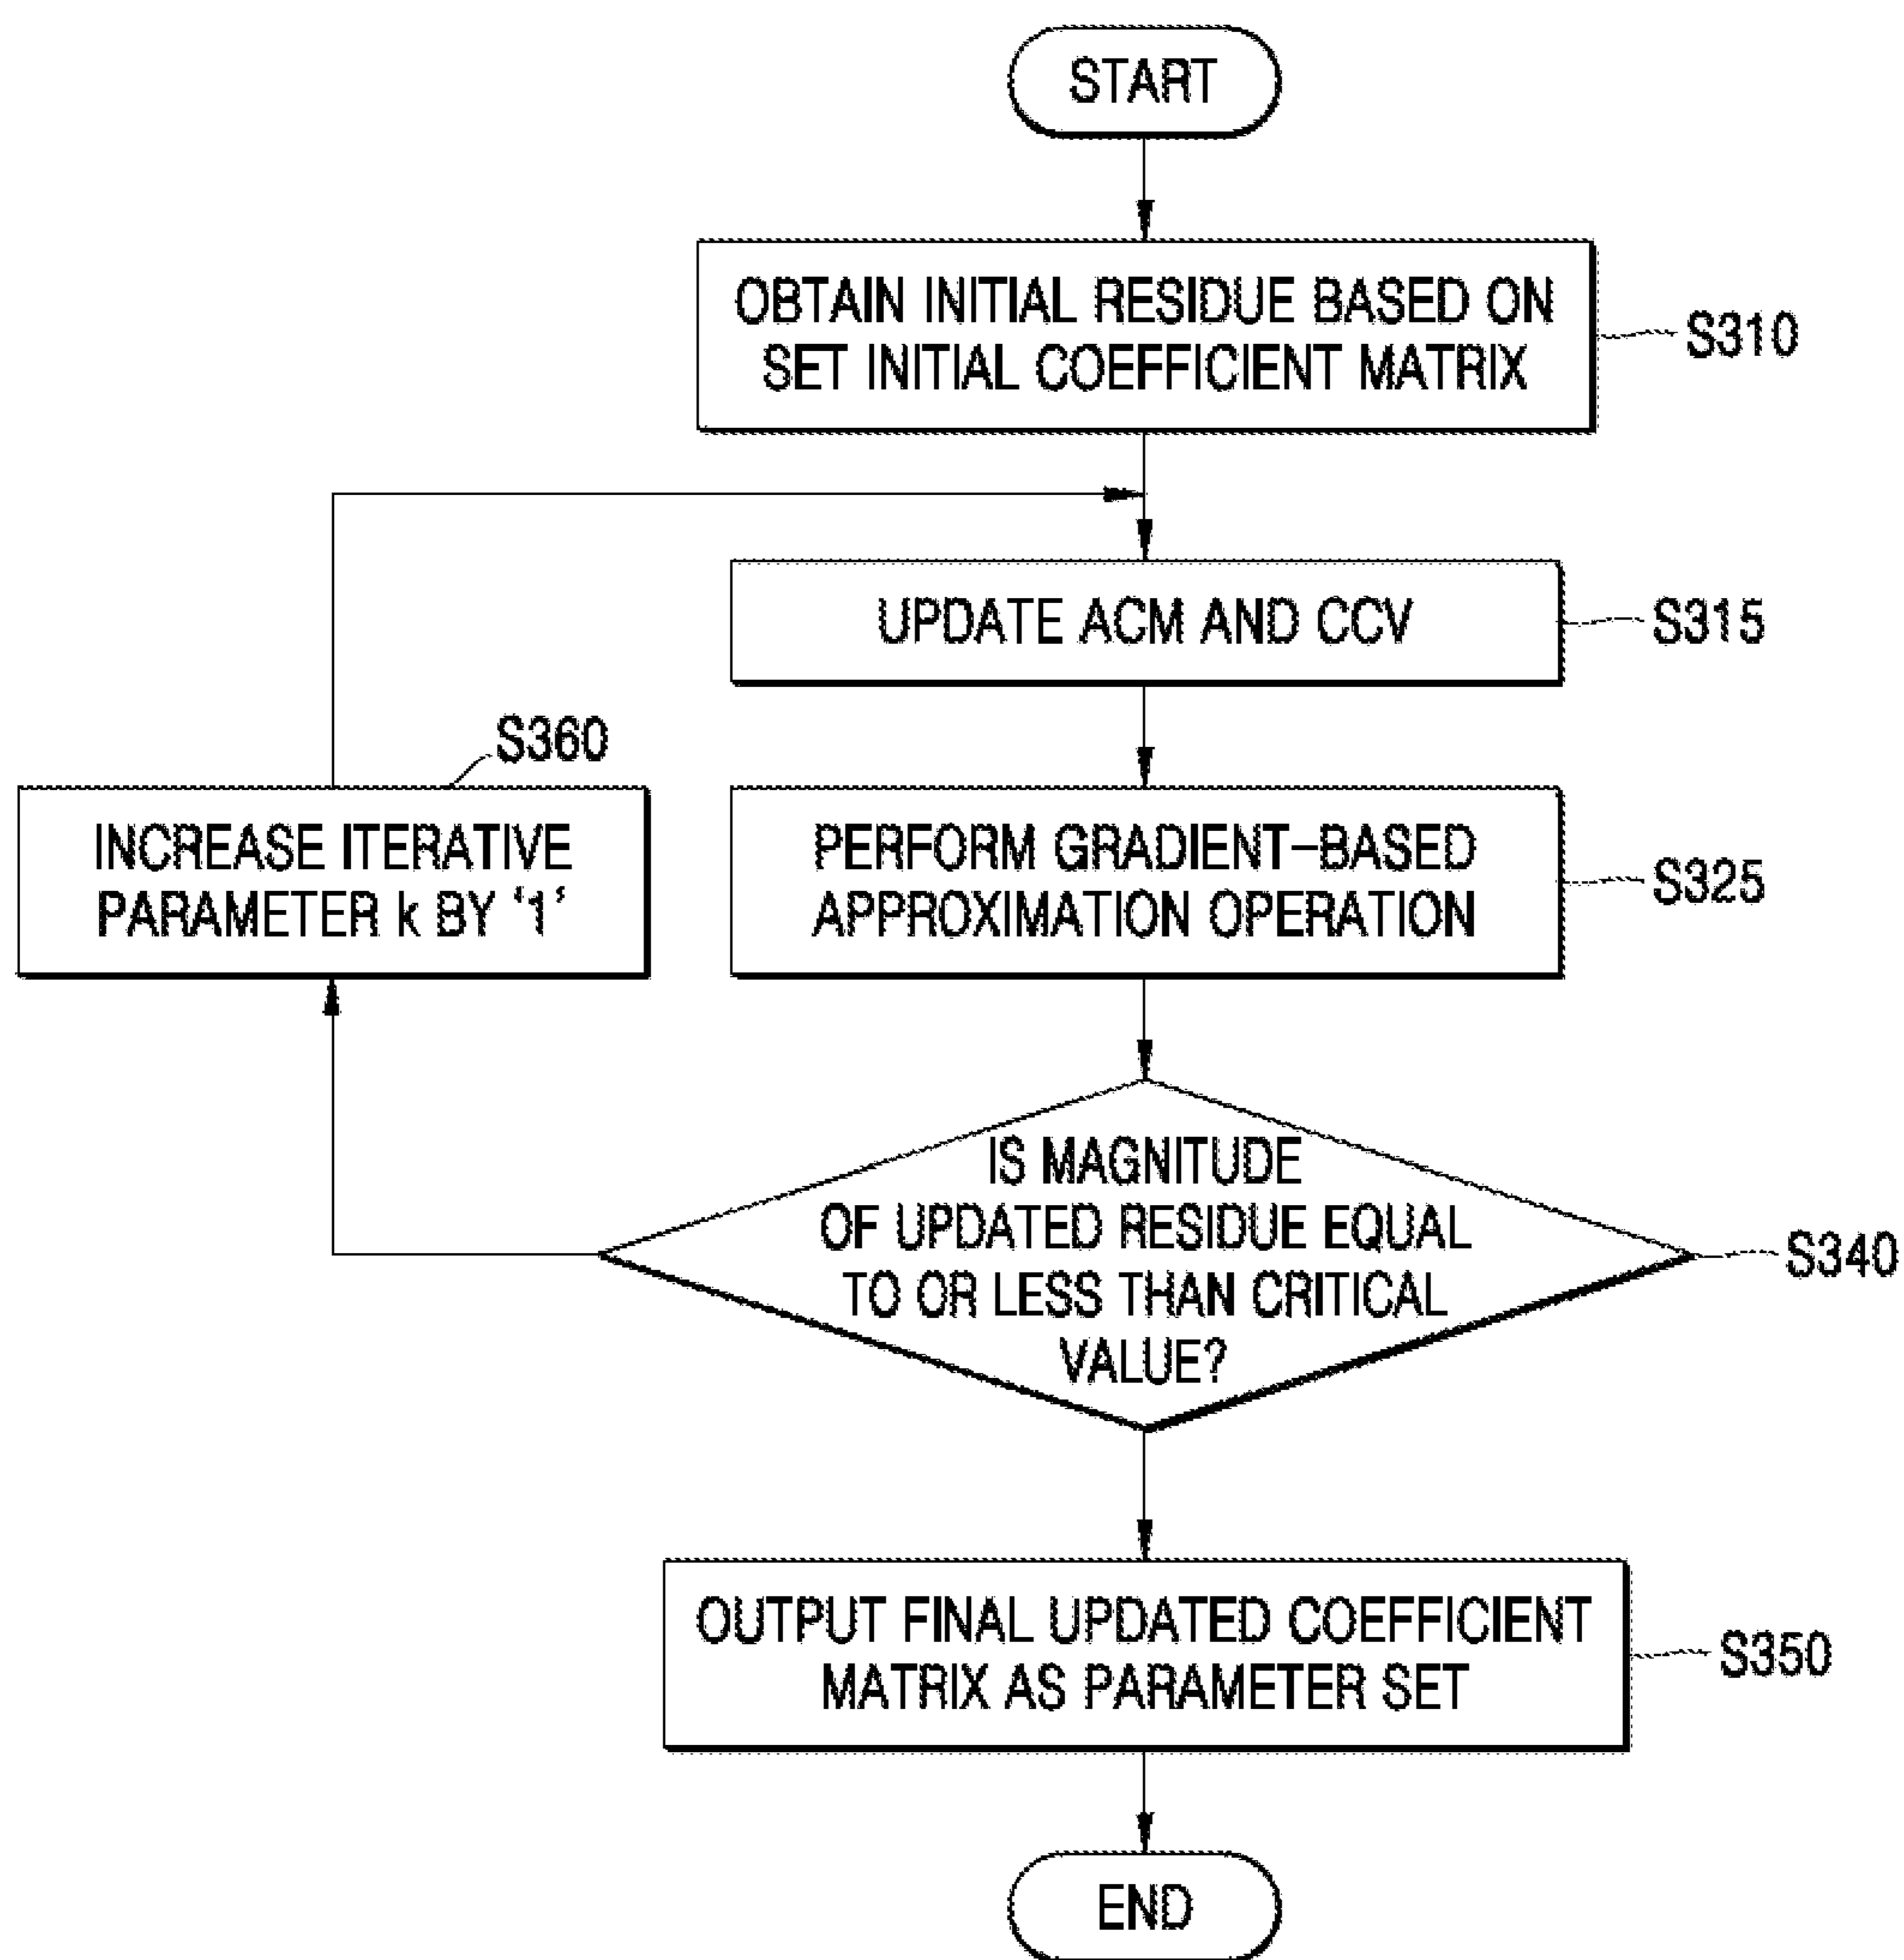 START
OBTAIN INITIAL RESIDUE BASED ON
SET INITIAL COEFFICIENT MATRIX
S310
UPDATE ACM AND CCV
S315
S360
INCREASE ITERATIVE
PARAMETER k BY ‘1’
PERFORM GRADIENT-BASED
APPROXIMATION OPERATION
S325
IS MAGNITUDE
OF UPDATED RESIDUE EQUAL
TO OR LESS THAN CRITICAL
VALUE?
S340
OUTPUT FINAL UPDATED COEFFICIENT
MATRIX AS PARAMETER SET
S350
END